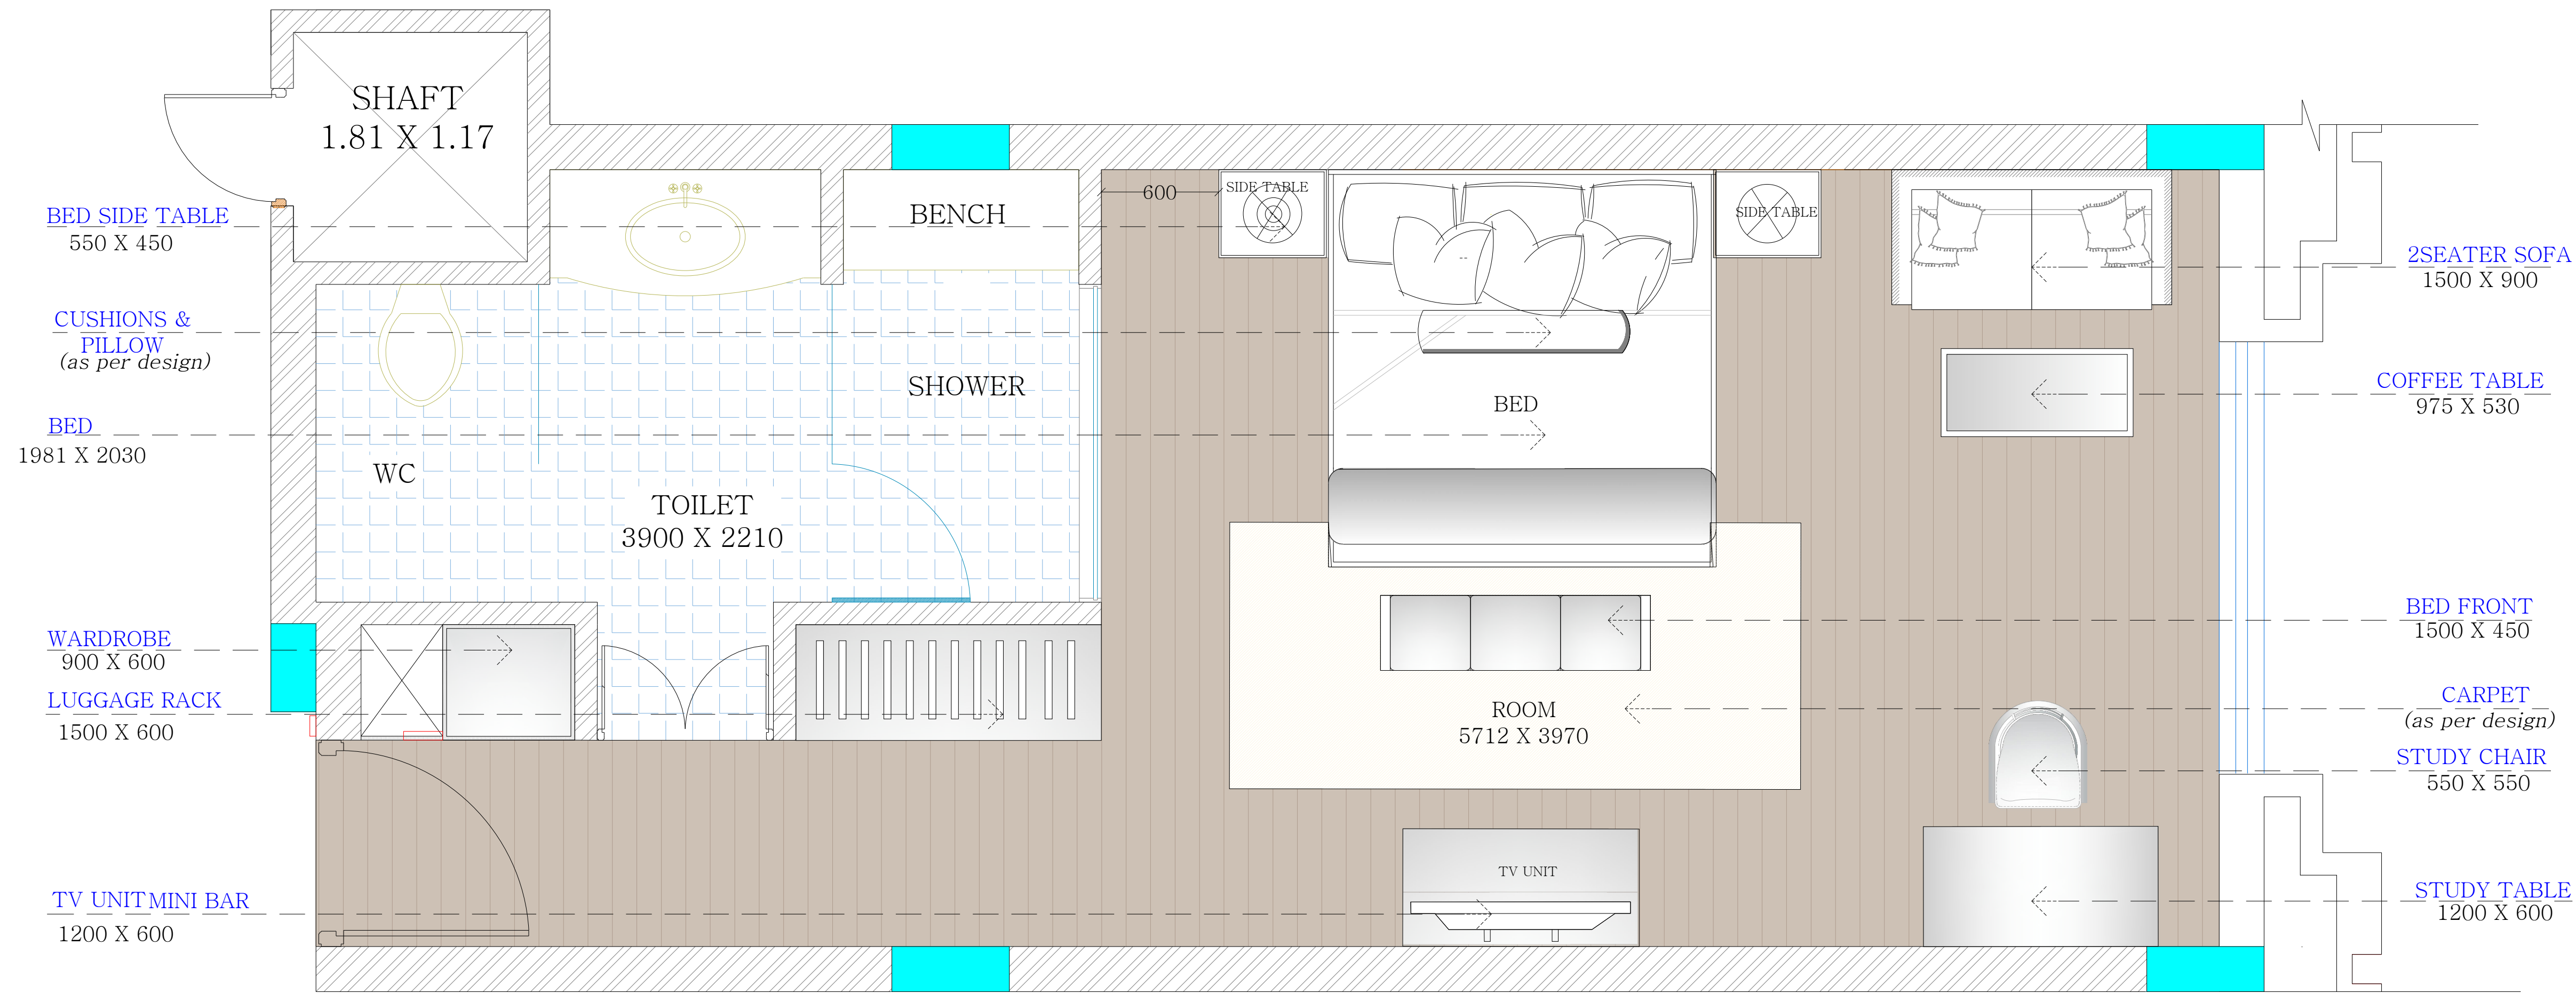 SHAFT
1.81 X 1.17
BED SIDE TABLE
550 X 450
CUSHIONS &
PILLOW
(as per design)
BED
1981 X 2030
WARDROBE
900 X 600
LUGGAGE RACK
1500 X 600
TV UNIT MINI BAR
1200 X 600
BENCH
SHOWER
WC
TOILET
3900 X 2210
600
SIDE TABLE
SIDE TABLE
BED
ROOM
5712 X 3970
TV UNIT
2SEATER SOFA
1500 X 900
COFFEE TABLE
975 X 530
BED FRONT
1500 X 450
CARPET
(as per design)
STUDY CHAIR
550 X 550
STUDY TABLE
1200 X 600